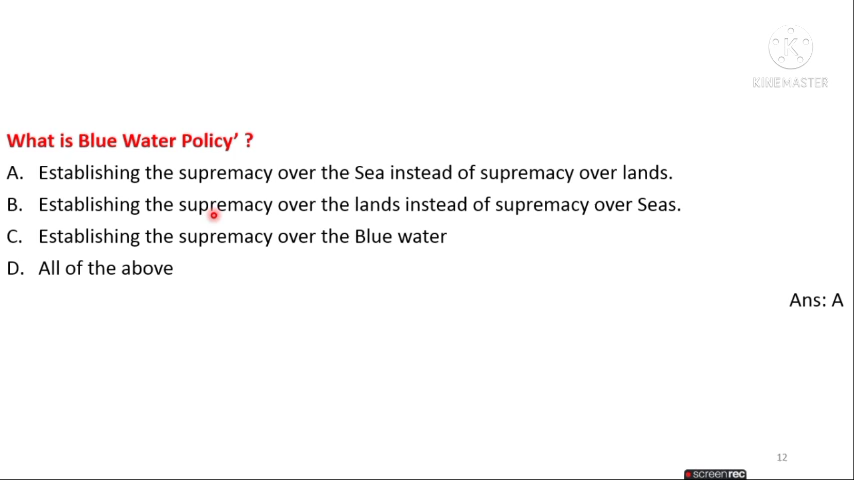 KINEMASTER
What is Blue Water Policy’ ?
A. Establishing the supremacy over the Sea instead of supremacy over lands.
B. Establishing the supremacy over the lands instead of supremacy over Seas.
C. Establishing the supremacy over the Blue water
D. All of the above
Ans: A
12
screenrec